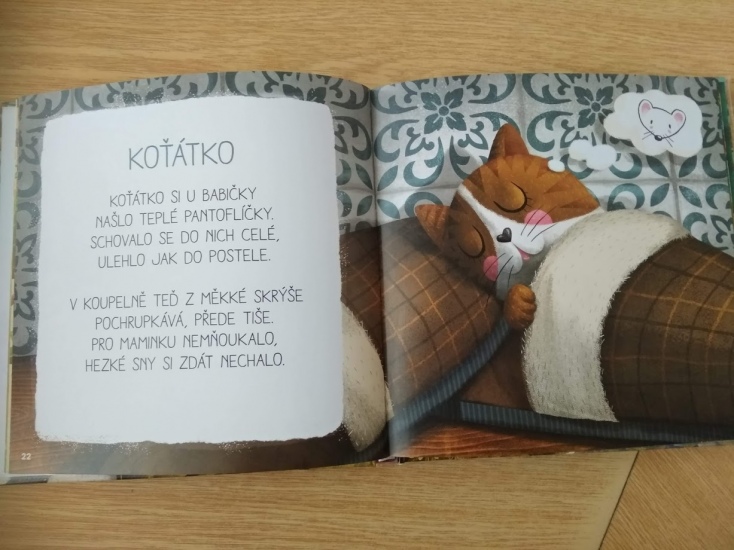 KOŤÁTKO
KOŤÁTKO SI U BABIČKY
NAŠLO TEPLÉ PANTOFLÍČKY.
SCHOVALO SE DO NICH CELÉ,
ULEHLO JAK DO POSTELE.
V KOUPELNĚ TEĎ Z MĚKKÉ SKRÝŠE
POCHRUPKÁVÁ, PŘEDE TIŠE.
PRO MAMINKU NEMŇOUKALO,
HEZKÉ SNY SI ZDÁT NECHALO.
22